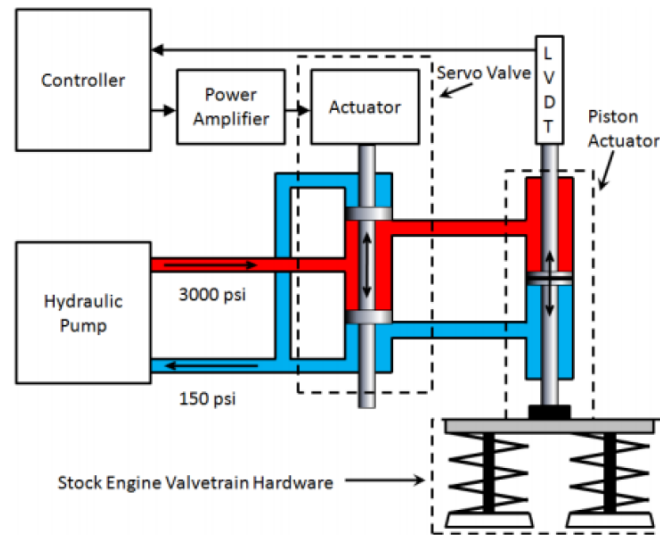 Controller
Power
Amplifier
Actuator
Servo Valve
L
V
D
T
Piston
Actuator
Hydraulic
Pump
3000 psi
150 psi
Stock Engine Valvetrain Hardware